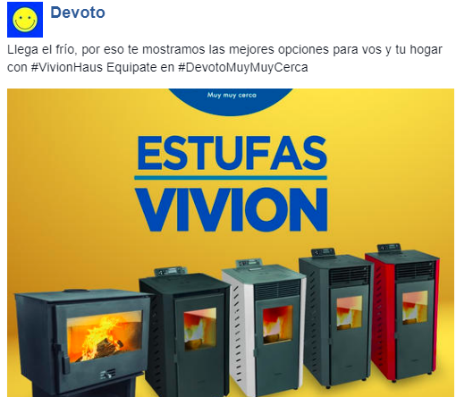 Devoto
Llega el frío, por eso te mostramos las mejores opciones para vos y tu hogar
con #VivionHaus Equipate en #DevotoMuyMuyCerca
Muy muy cerca
ESTUFAS
VIVION